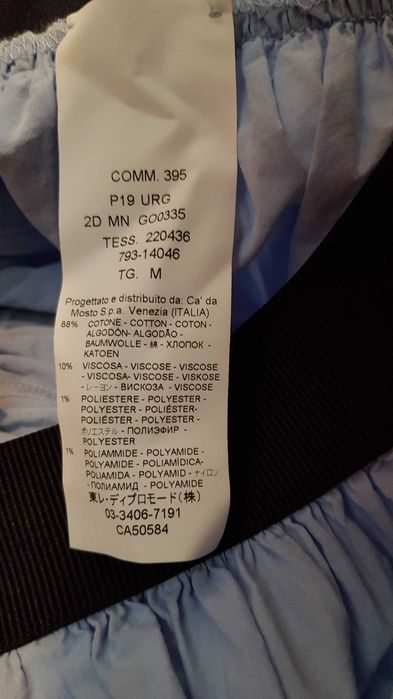 COMM. 395
P19 URG
2D MN GO0335
TESS. 220436
793-14046
TG. M
Progettato e distribuito da: Ca' da
Mosto S.p.a. Venezia (ITALIA)
88% COTONE - COTTON - COTON -
ALGODÓN- ALGODÃO -
BAUMWOLLE - 綿 - ХЛОПОК -
KATOEN
10% VISCOSA - VISCOSE - VISCOSE
- VISCOSA- VISCOSE - VISKOSE
- レーヨン - ВИСКОЗА - VISCOSE
1% POLIESTERE - POLYESTER -
POLYESTER - POLIÉSTER-
POLIÉSTER - POLYESTER -
ポリエステル - ПОЛИЭФИР -
POLYESTER
1% POLIAMMIDE - POLYAMIDE -
POLYAMIDE - POLIAMÍDICA-
POLIAMIDA - POLYAMID - ナイロン
- ПОЛИАМИД - POLYAMIDE
東レ・ディプロモード(株)
03-3406-7191
CA50584